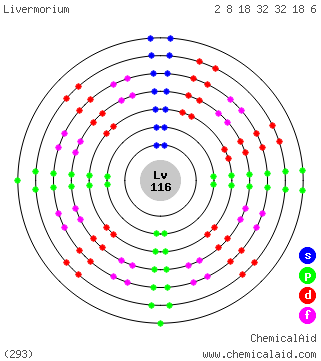 Livermorium 2 8 18 32 32 18 6
Lv
116
s
p
d
f
ChemicalAid
(293) www.chemicalaid.com